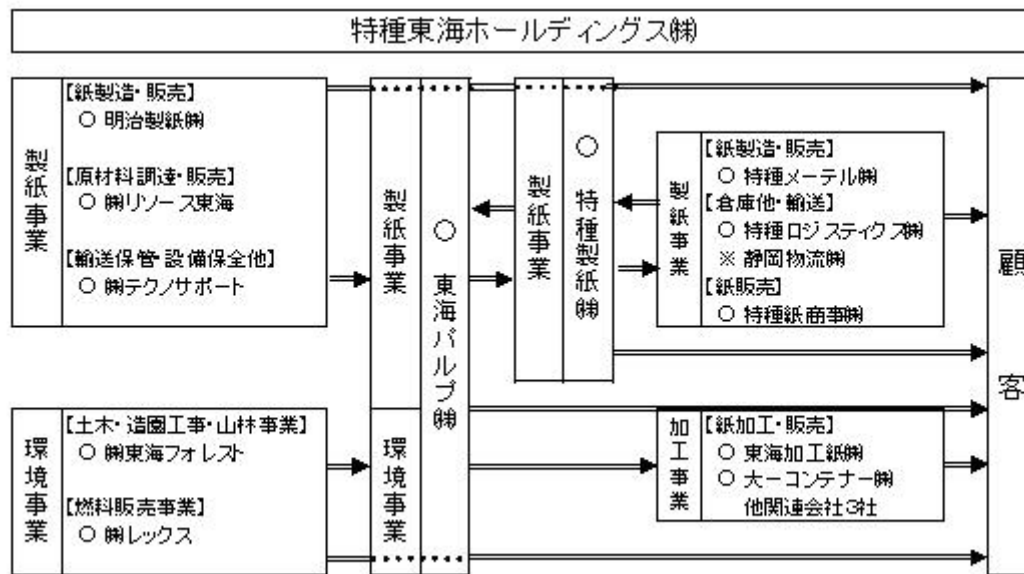 特種東海ホールディングス㈱
製紙事業
【紙製造・販売】
○ 明治製紙㈱
【原材料調達・販売】
○ ㈱リソース東海
【輸送保管・設備保全他】
○ ㈱テクノサポート
環境事業
【土木・造園工事・山林事業】
○ ㈱東海フォレスト
【燃料販売事業】
○ ㈱レックス
製紙事業
環境事業
○ 東海パルプ㈱
製紙事業
○ 特種製紙㈱
製紙事業
【紙製造・販売】
○ 特種メーテル㈱
【倉庫他・輸送】
○ 特種ロジスティクス㈱
※ 静岡物流㈱
【紙販売】
○ 特種紙商事㈱
加工事業
【紙加工・販売】
○ 東海加工紙㈱
○ 大一コンテナー㈱
他関連会社3社
顧客